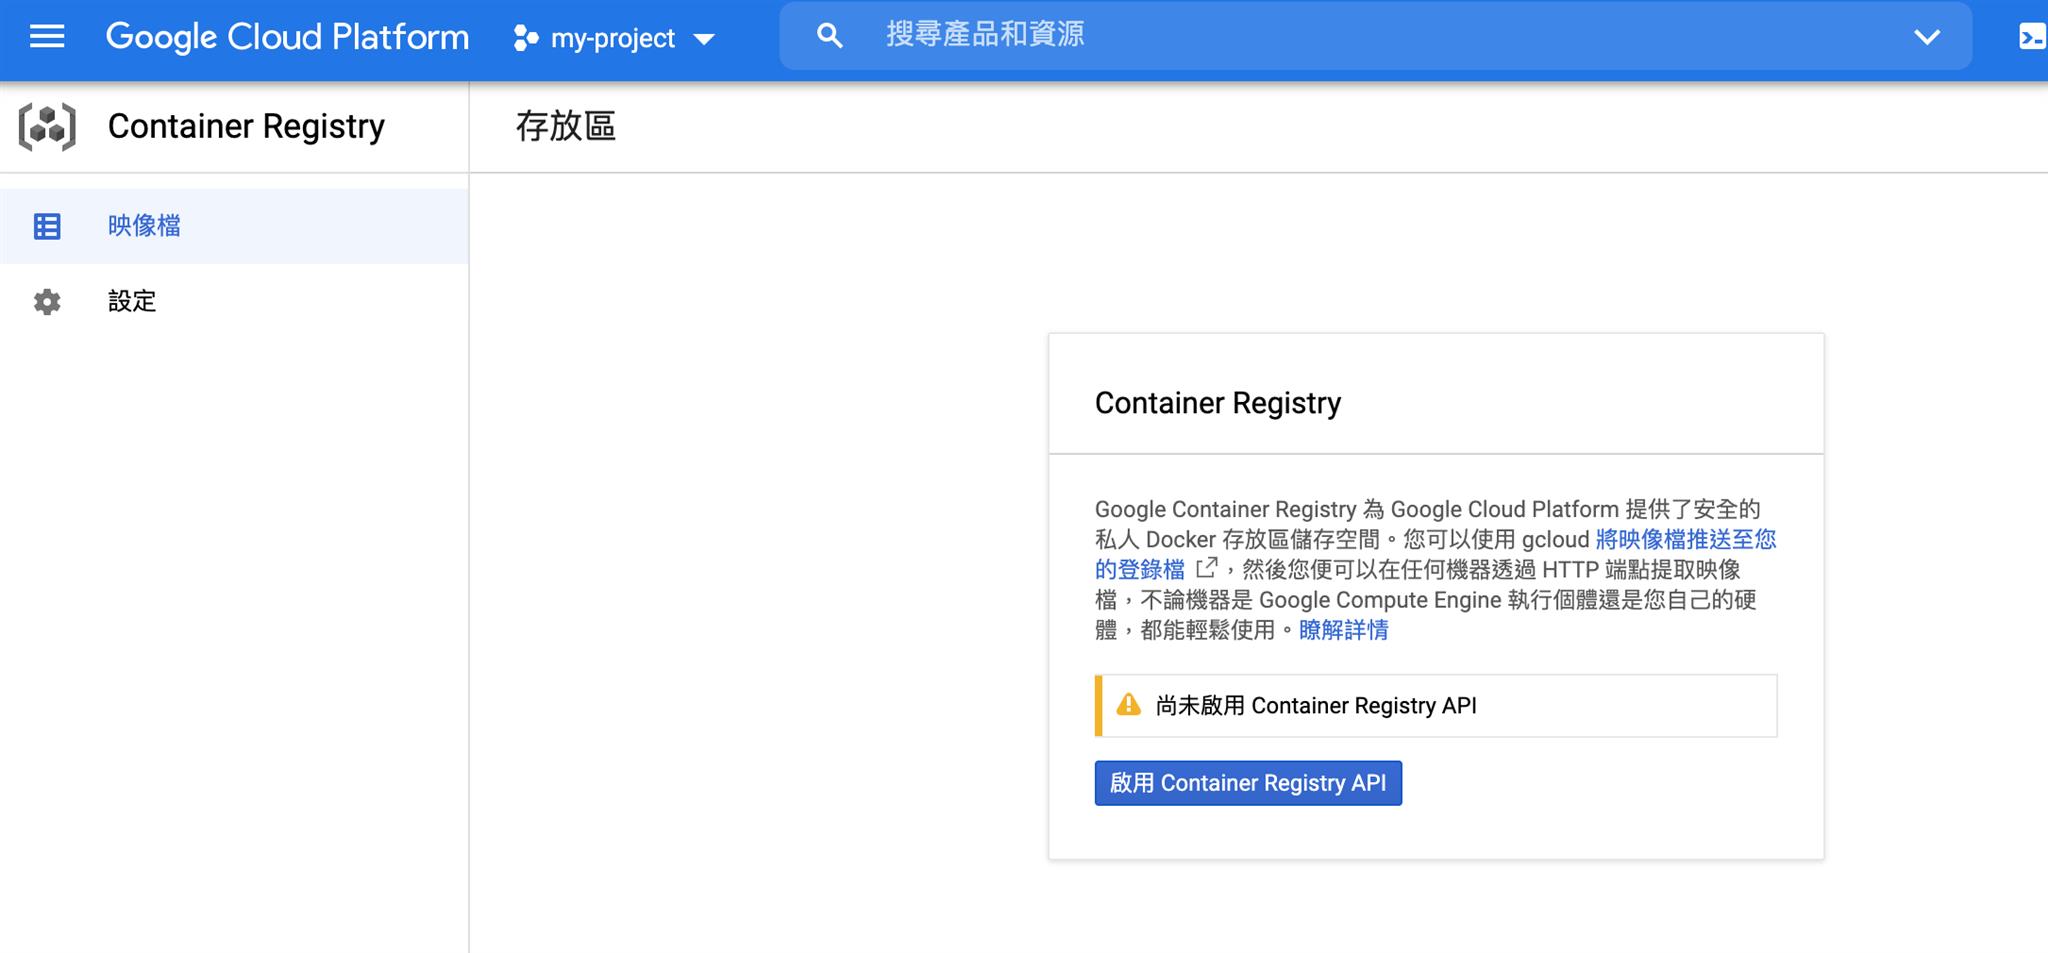 Google Cloud Platform
my-project
搜尋產品和資源
Container Registry
存放區
映像檔
設定
Container Registry
Google Container Registry 為 Google Cloud Platform 提供了安全的
私人 Docker 存放區儲存空間。您可以使用 gcloud 將映像檔推送至您
的登錄檔，然後您便可以在任何機器透過 HTTP 端點提取映像
檔，不論機器是 Google Compute Engine 執行個體還是您自己的硬
體，都能輕鬆使用。瞭解詳情
尚未啟用 Container Registry API
啟用 Container Registry API